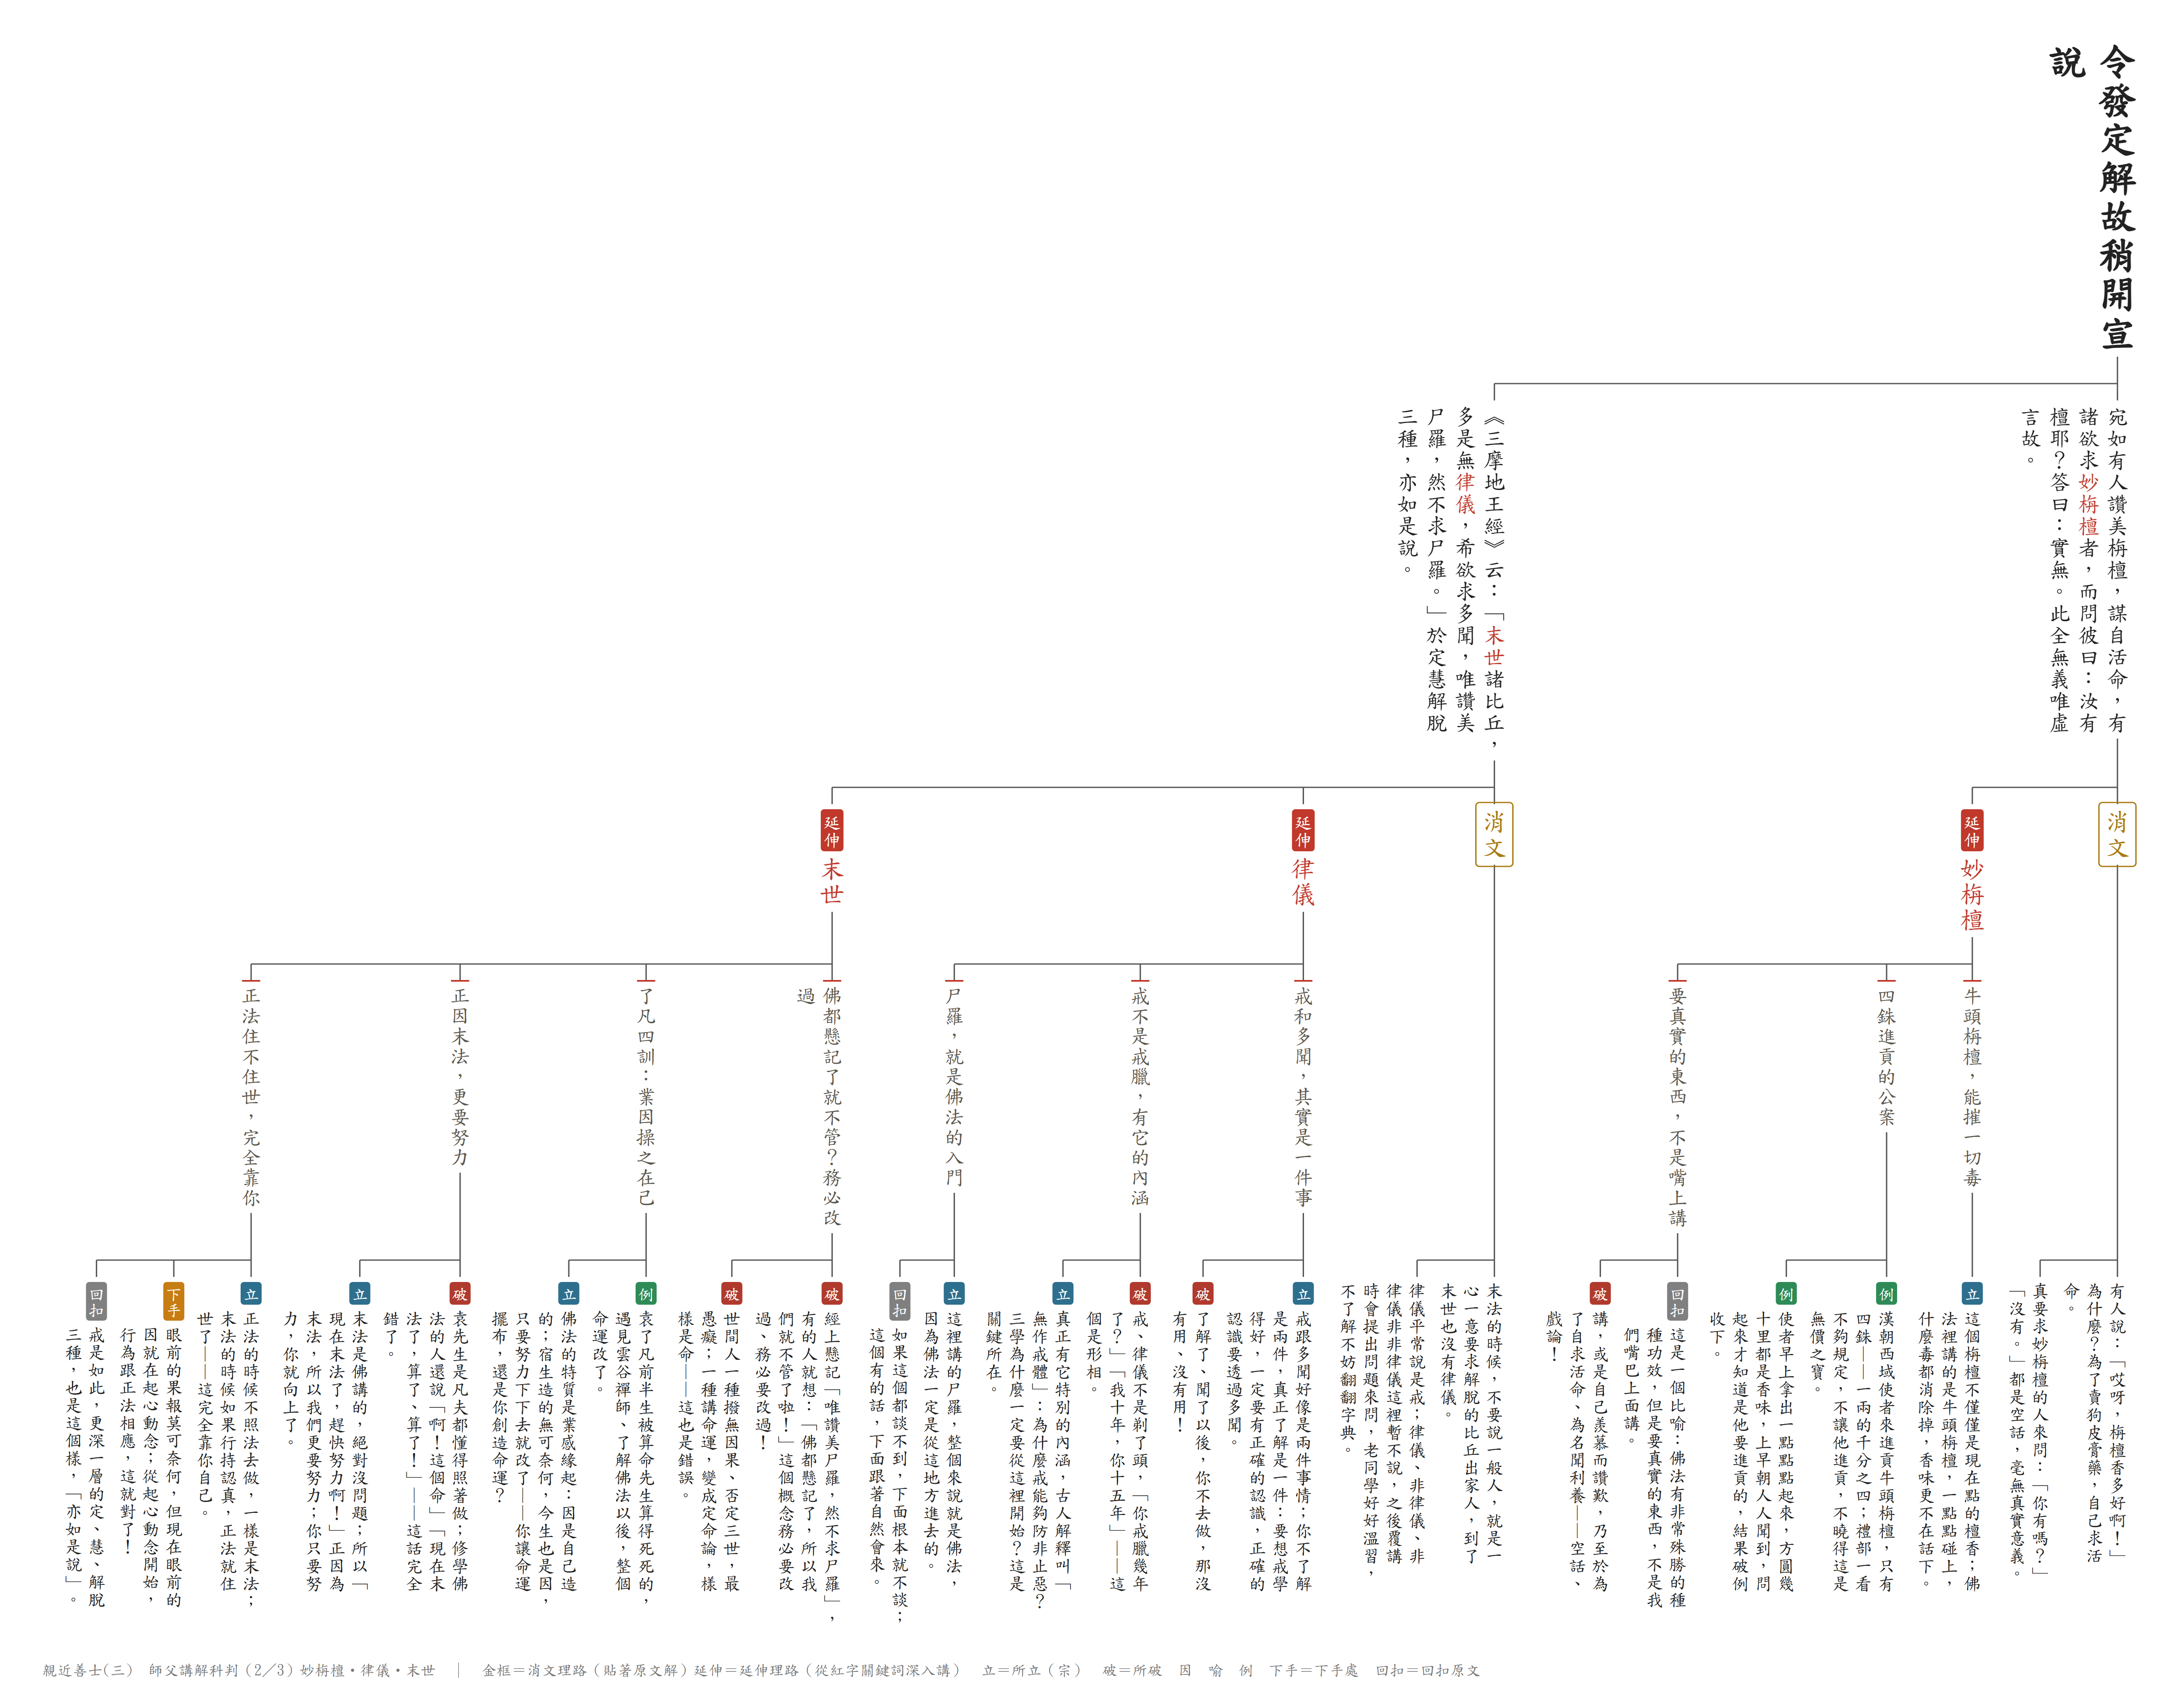 令發定解故稍開宣
說
宛如有人讚美栴檀，謀自活命，有
諸欲求妙栴檀者，而問彼曰：汝有
檀耶？答曰：實無。此全無義唯虛
言故。
《三摩地王經》云：「末世諸比丘，
多是無律儀，希欲求多聞，唯讚美
尸羅，然不求尸羅。」於定慧解脫
三種，亦如是說。
消文
延伸
妙栴檀
消文
延伸
律儀
延伸
末世
牛頭栴檀，能摧一切毒
四銖進貢的公案
要真實的東西，不是嘴上講
戒和多聞，其實是一件事
戒不是戒臘，有它的內涵
尸羅，就是佛法的入門
佛都懸記了就不管？務必改
過
了凡四訓：業因操之在己
正因末法，更要努力
正法住不住世，完全靠你
有人說：「哎呀，栴檀香多好啊！」
為什麼？為了賣狗皮膏藥，自己求活
命。
真要求妙栴檀的人來問：「你有嗎？」
「沒有。」都是空話，毫無真實意義。
立
這個栴檀不僅僅是現在點的檀香；佛
法裡講的是牛頭栴檀，一點點碰上，
什麼毒都消除掉，香味更不在話下。
例
漢朝西域使者來進貢牛頭栴檀，只有
四銖——一兩的千分之四；禮部一看
不夠規定，不讓他進貢，不曉得這是
無價之寶。
例
使者早上拿出一點點點起來，方圓幾
十里都是香味，上早朝人人聞到，問
起來才知道是他要進貢的，結果破例
收下。
回扣
這是一個比喻：佛法有非常殊勝的種
種功效，但是要真實的東西，不是我
們嘴巴上面講。
破
講，或是自己羨慕而讚歎，乃至於為
了自求活命、為名聞利養——空話、
戲論！
末法的時候，不要說一般人，就是一
心一意要求解脫的比丘出家人，到了
末世也沒有律儀。
律儀平常說是戒；律儀、非律儀、非
律儀非非律儀這裡暫不說，之後覆講
時會提出問題來問，老同學好好溫習，
不了解不妨翻翻字典。
立
戒跟多聞好像是兩件事情；你不了解
是兩件，真正了解是一件：要想戒學
得好，一定要有正確的認識，正確的
認識要透過多聞。
破
了解了、聞了以後，你不去做，那沒
有用、沒有用！
破
戒、律儀不是剃了頭，「你戒臘幾年
了？」「我十年，你十五年」——這
個是形相。
立
真正有它特別的內涵，古人解釋叫「
無作戒體」：為什麼戒能夠防非止惡？
三學為什麼一定要從這裡開始？這是
關鍵所在。
立
這裡講的尸羅，整個來說就是佛法，
因為佛法一定是從這地方進去的。
回扣
如果這個都談不到，下面根本就不談；
這個有的話，下面跟著自然會來。
破
經上懸記「唯讚美尸羅，然不求尸羅」，
有的人就想：「佛都懸記了，所以我
們就不管了啦！」這個概念務必要改
過、務必要改過！
破
世間人一種撥無因果、否定三世，最
愚癡；一種講命運，變成定命論，樣
樣是命——這也是錯誤。
例
袁了凡前半生被算命先生算得死死的，
遇見雲谷禪師、了解佛法以後，整個
命運改了。
立
佛法的特質是業感緣起：因是自己造
的；宿生造的無可奈何，今生也是因，
只要努力下下去就改了——你讓命運
擺布，還是你創造命運？
破
袁先生是凡夫都懂得照著做；修學佛
法的人還說「啊！這個命」「現在末
法了，算了、算了！」——這話完全
錯了。
立
末法是佛講的，絕對沒問題；所以「
現在末法了，趕快努力啊！」正因為
末法，所以我們更要努力；你只要努
力，你就向上了。
立
正法的時候不照法去做，一樣是末法；
末法的時候如果行持認真，正法就住
世了——這完全靠你自己。
下手
眼前的果報莫可奈何，但現在眼前的
因就在起心動念；從起心動念開始，
行為跟正法相應，這就對了！
回扣
戒是如此，更深一層的定、慧、解脫
三種，也是這個樣，「亦如是說」。
親近善士(三)　師父講解科判（2／3）妙栴檀・律儀・末世　｜　金框＝消文理路（貼著原文解）延伸＝延伸理路（從紅字關鍵詞深入講）　立＝所立（宗）　破＝所破　因　喻　例　下手＝下手處　回扣＝回扣原文